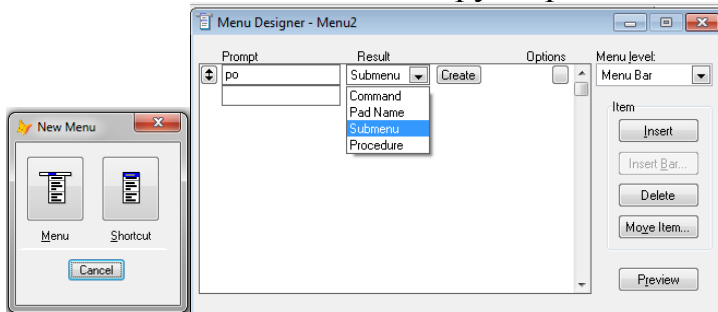 Menu Designer - Menu2
Prompt Result Options Menu level:
po Submenu Create Menu Bar
Command
Pad Name
Submenu
Procedure
Item
Insert
Insert Bar...
Delete
Move Item...
Preview
New Menu
Menu Shortcut
Cancel